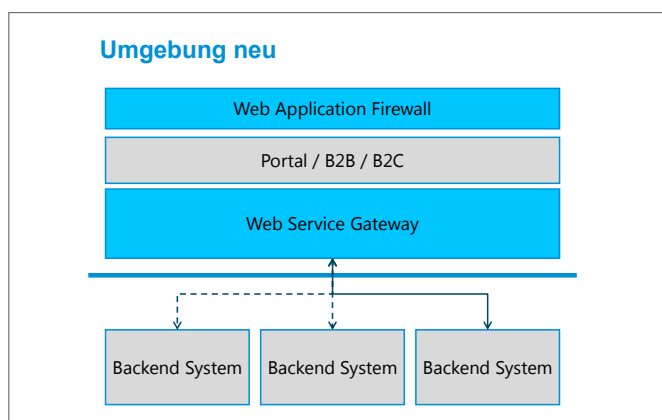 Umgebung neu
Web Application Firewall
Portal / B2B / B2C
Web Service Gateway
Backend System
Backend System
Backend System